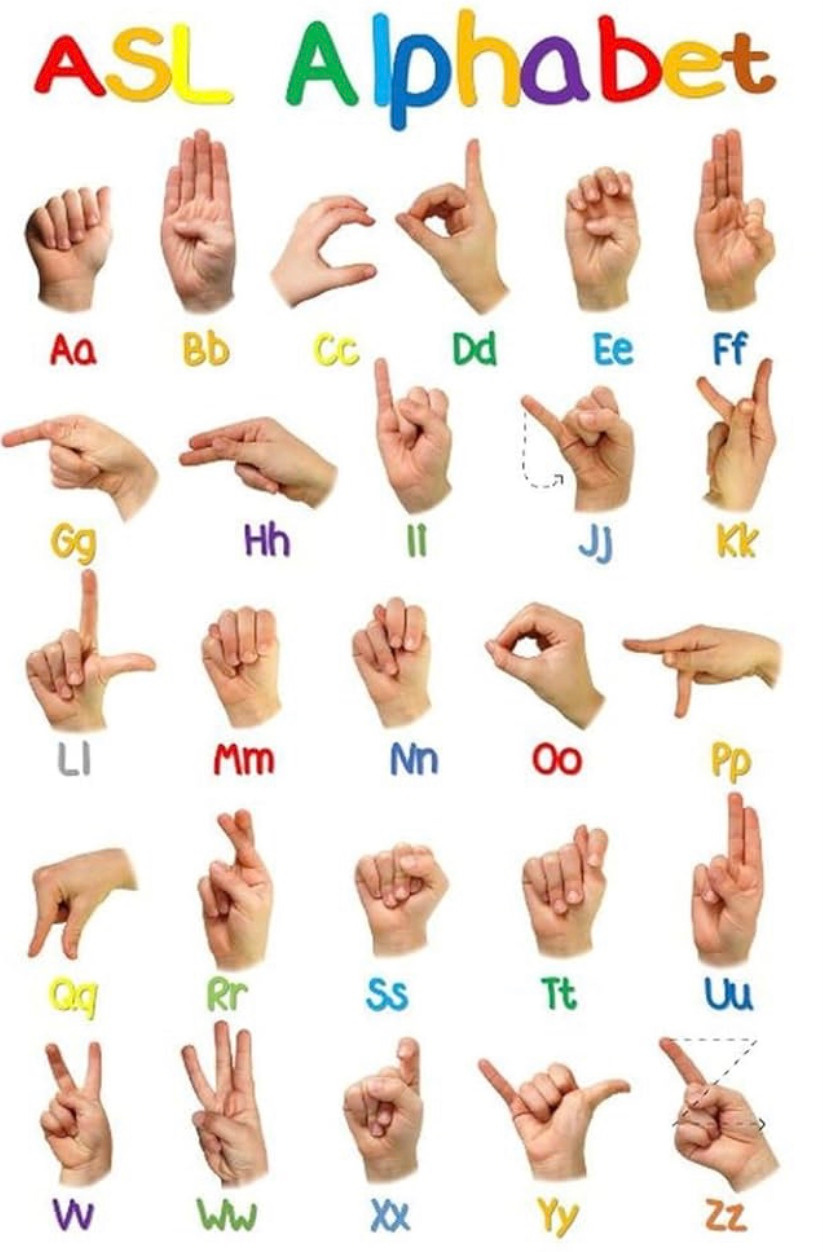 ASL Alphabet
Aa Bb Cc Dd Ee Ff
Gg Hh Ii Jj Kk
Ll Mm Nn Oo Pp
Qq Rr Ss Tt Uu
Vv Ww Xx Yy Zz